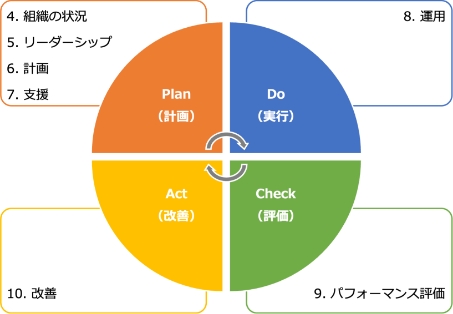 4. 組織の状況
5. リーダーシップ
6. 計画
7. 支援
8. 運用
Plan
（計画）
Do
（実行）
Act
（改善）
Check
（評価）
10. 改善
9. パフォーマンス評価